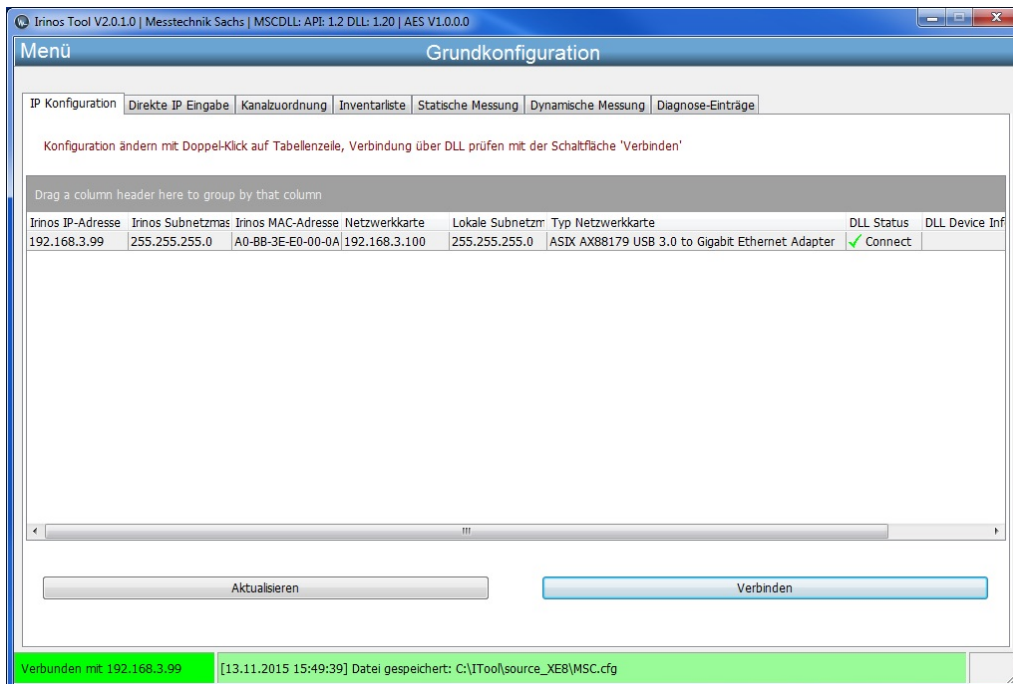 Irinos Tool V2.0.1.0 | Messtechnik Sachs | MSCDLL: API: 1.2 DLL: 1.20 | AES V1.0.0.0
Menü Grundkonfiguration
IP Konfiguration Direkte IP Eingabe Kanalzuordnung Inventarliste Statische Messung Dynamische Messung Diagnose-Einträge
Konfiguration ändern mit Doppel-Klick auf Tabellenzeile, Verbindung über DLL prüfen mit der Schaltfläche 'Verbinden'
Drag a column header here to group by that column
Irinos IP-Adresse Irinos Subnetzmas Irinos MAC-Adresse Netzwerkkarte Lokale Subnetzm Typ Netzwerkkarte DLL Status DLL Device Inf
192.168.3.99 255.255.255.0 A0-BB-3E-E0-00-0A 192.168.3.100 255.255.255.0 ASIX AX88179 USB 3.0 to Gigabit Ethernet Adapter Connect
Aktualisieren Verbinden
Verbunden mit 192.168.3.99 [13.11.2015 15:49:39] Datei gespeichert: C:\ITool\source_XE8\MSC.cfg